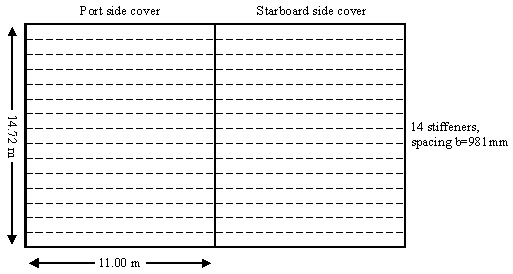 Port side cover
Starboard side cover
14.72 m
14 stiffeners,
spacing b=981mm
11.00 m